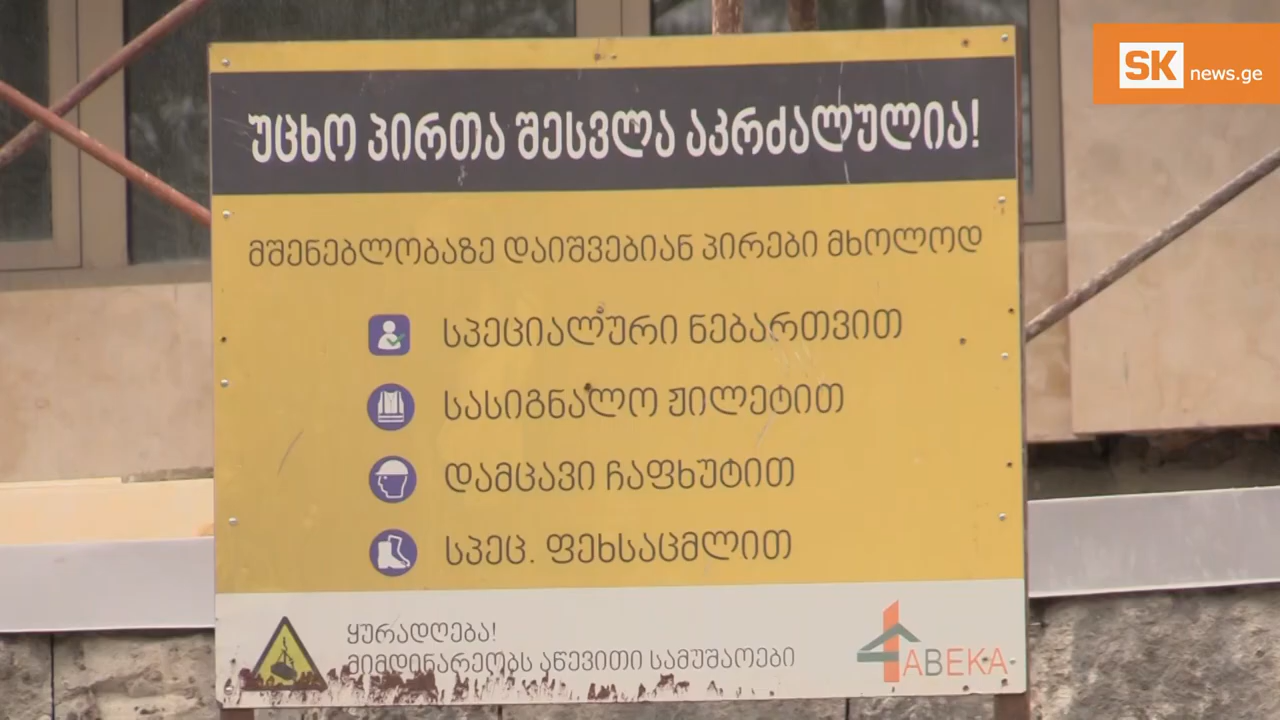 SK news.ge
უცხო პირთა შესვლა აკრძალულია!
მშენებლობაზე დაიშვებიან პირები მხოლოდ
სპეციალური ნებართვით
სასიგნალო ჟილეტით
დამცავი ჩაფხუტით
სპეც. ფეხსაცმლით
ყურადღება!
მიმდინარეობს აწევითი სამუშაოები
ABEKA